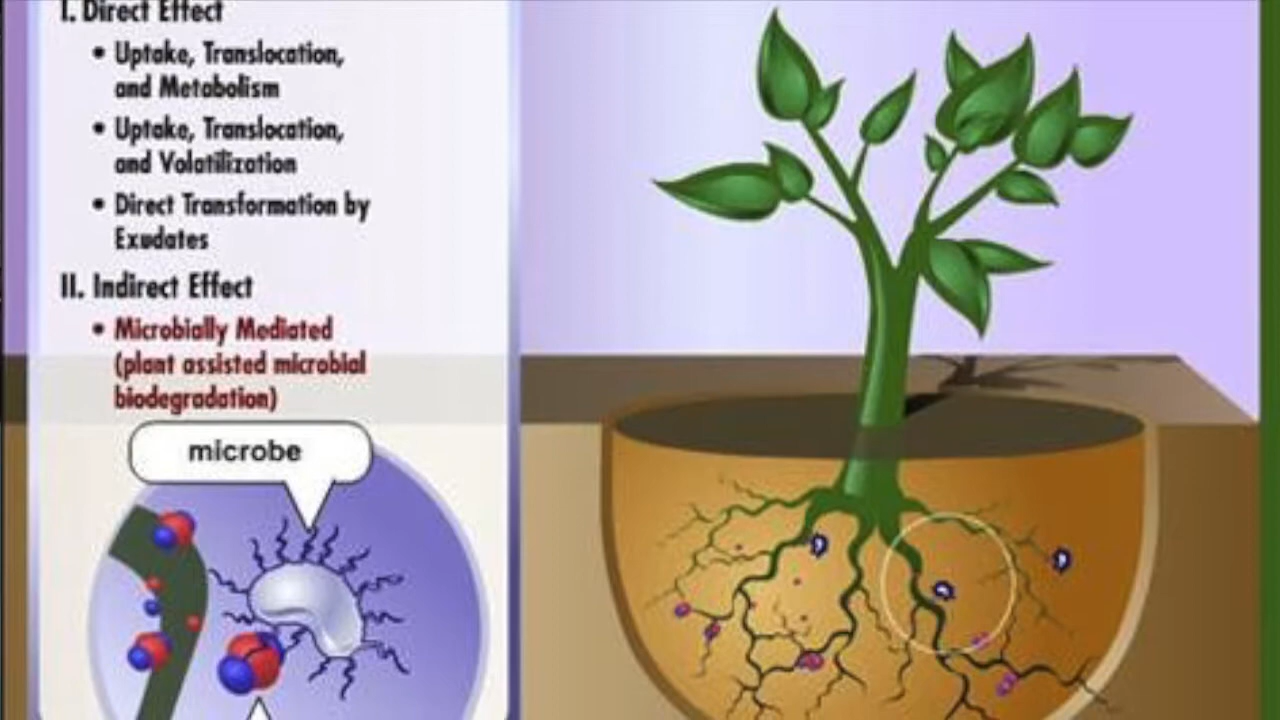 I. Direct Effect
• Uptake, Translocation,
and Metabolism
• Uptake, Translocation,
and Volatilization
• Direct Transformation by
Exudates
II. Indirect Effect
• Microbially Mediated
(plant assisted microbial
biodegradation)
microbe